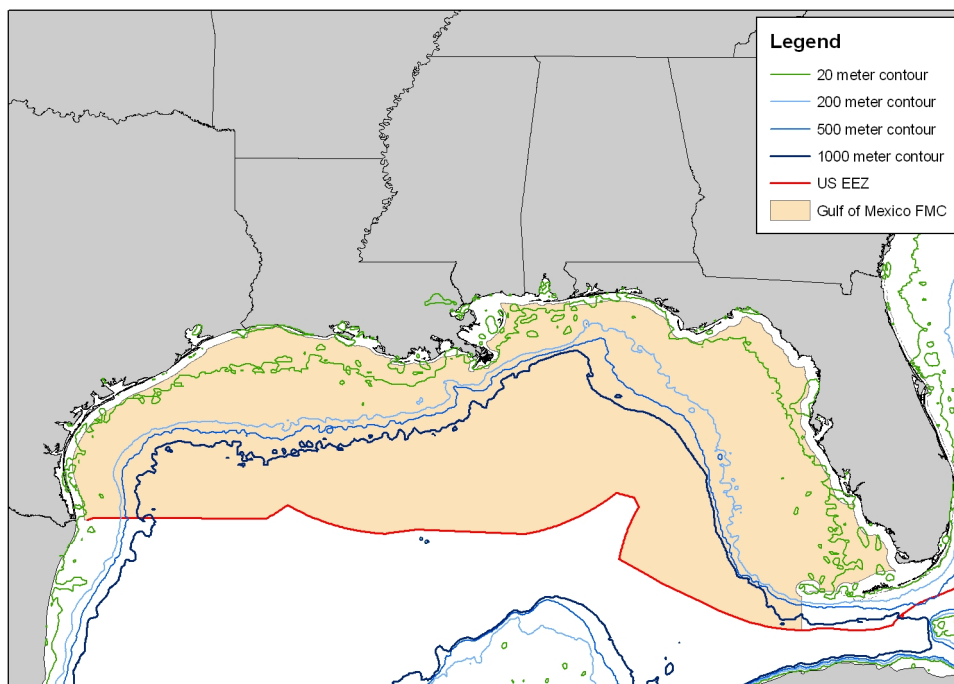 Legend
20 meter contour
200 meter contour
500 meter contour
1000 meter contour
US EEZ
Gulf of Mexico FMC